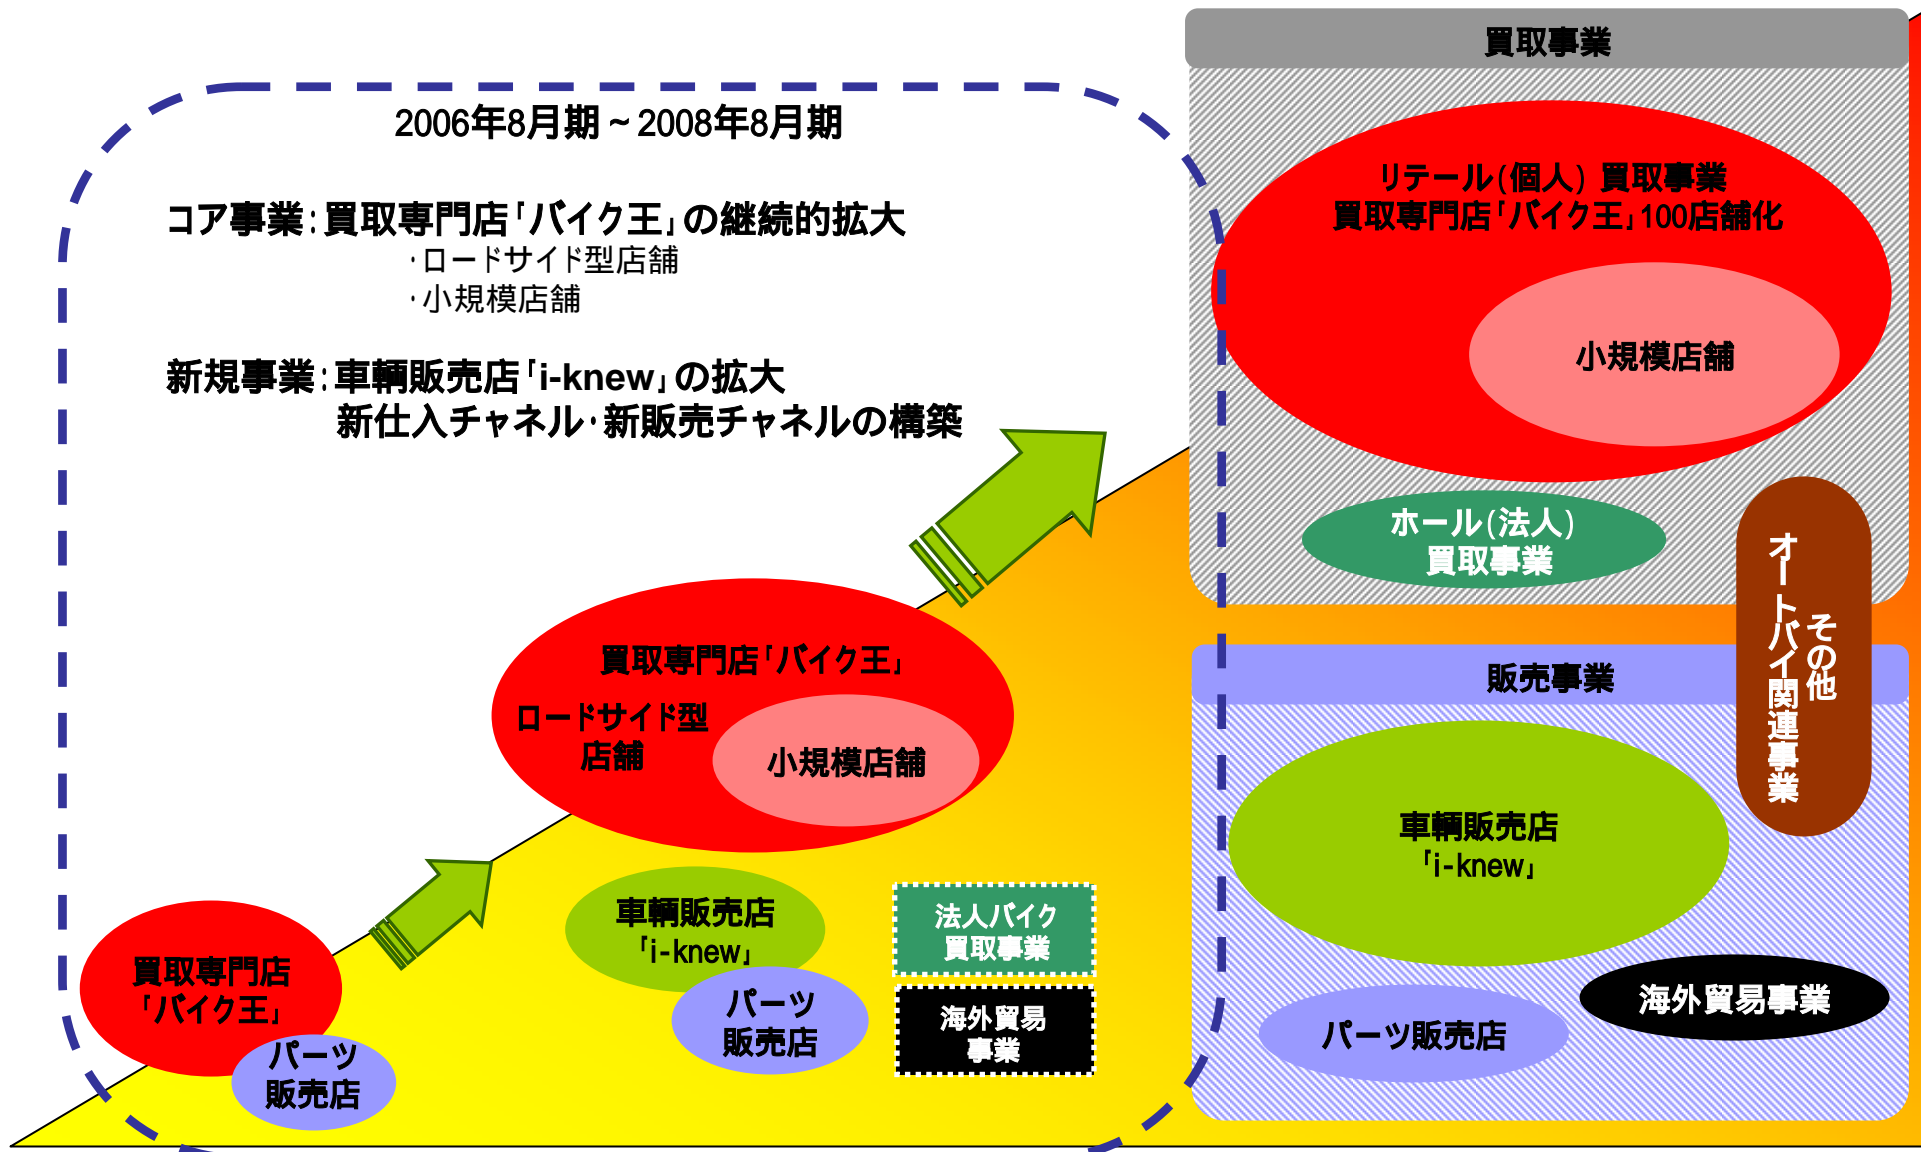 2006年8月期~2008年8月期
コア事業:買取専門店「バイク王」の継続的拡大
・ロードサイド型店舗
・小規模店舗
新規事業:車輌販売店「i-knew」の拡大
新仕入チャネル・新販売チャネルの構築
買取専門店
「バイク王」
パーツ
販売店
買取専門店「バイク王」
ロードサイド型
店舗
小規模店舗
車輌販売店
「i-knew」
パーツ
販売店
法人バイク
買取事業
海外貿易
事業
買取事業
リテール(個人)買取事業
買取専門店「バイク王」100店舗化
小規模店舗
ホール(法人)
買取事業
その他
オートバイ関連事業
販売事業
車輌販売店
「i-knew」
パーツ販売店
海外貿易事業